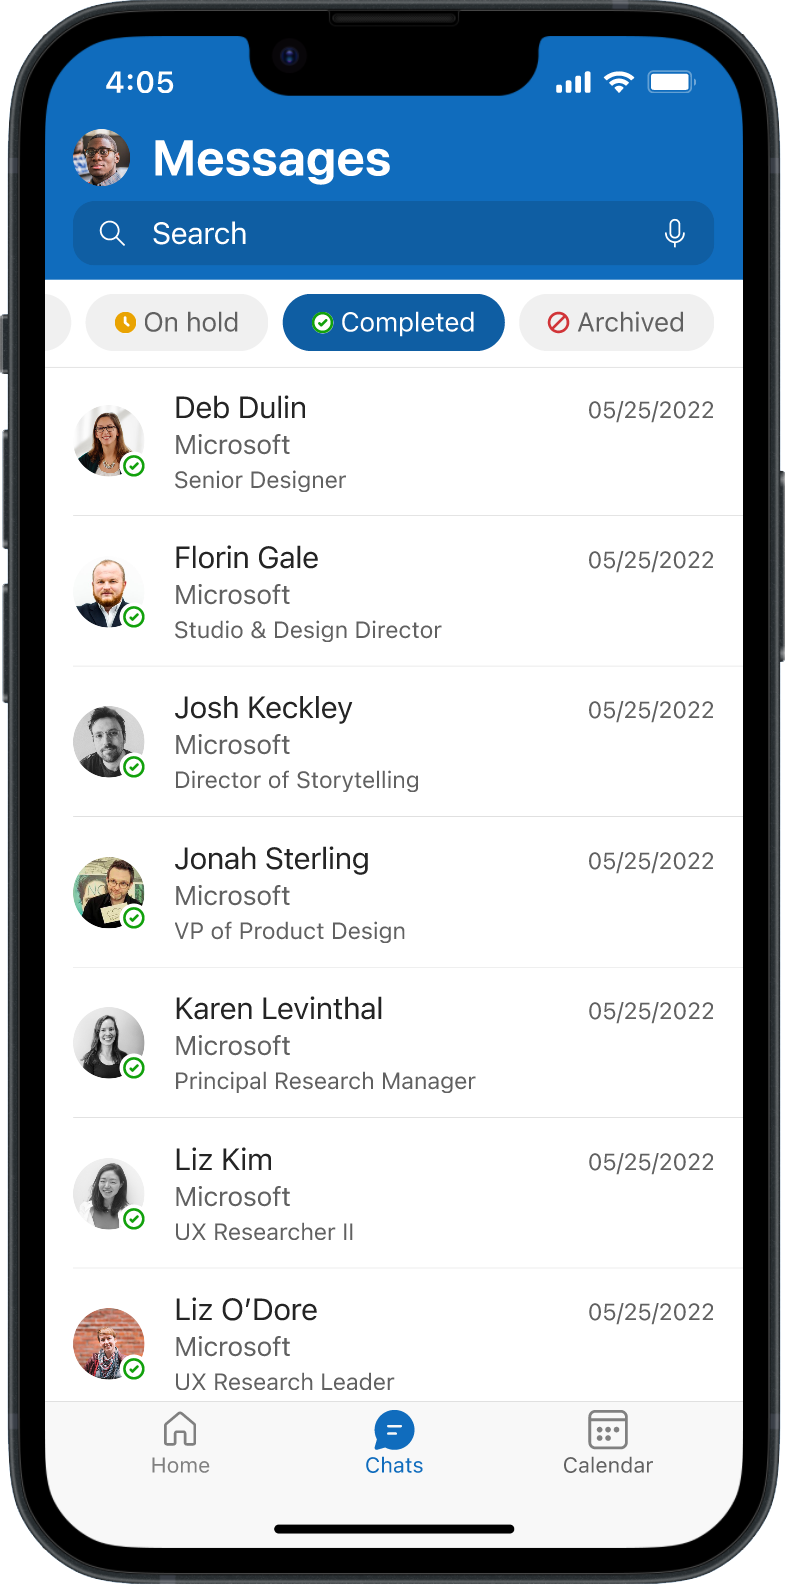 4:05
Messages
Search
On hold
Completed
Archived
Deb Dulin
05/25/2022
Microsoft
Senior Designer
Florin Gale
05/25/2022
Microsoft
Studio & Design Director
Josh Keckley
05/25/2022
Microsoft
Director of Storytelling
Jonah Sterling
05/25/2022
Microsoft
VP of Product Design
Karen Levinthal
05/25/2022
Microsoft
Principal Research Manager
Liz Kim
05/25/2022
Microsoft
UX Researcher II
Liz O’Dore
05/25/2022
Microsoft
UX Research Leader
Home
Chats
Calendar